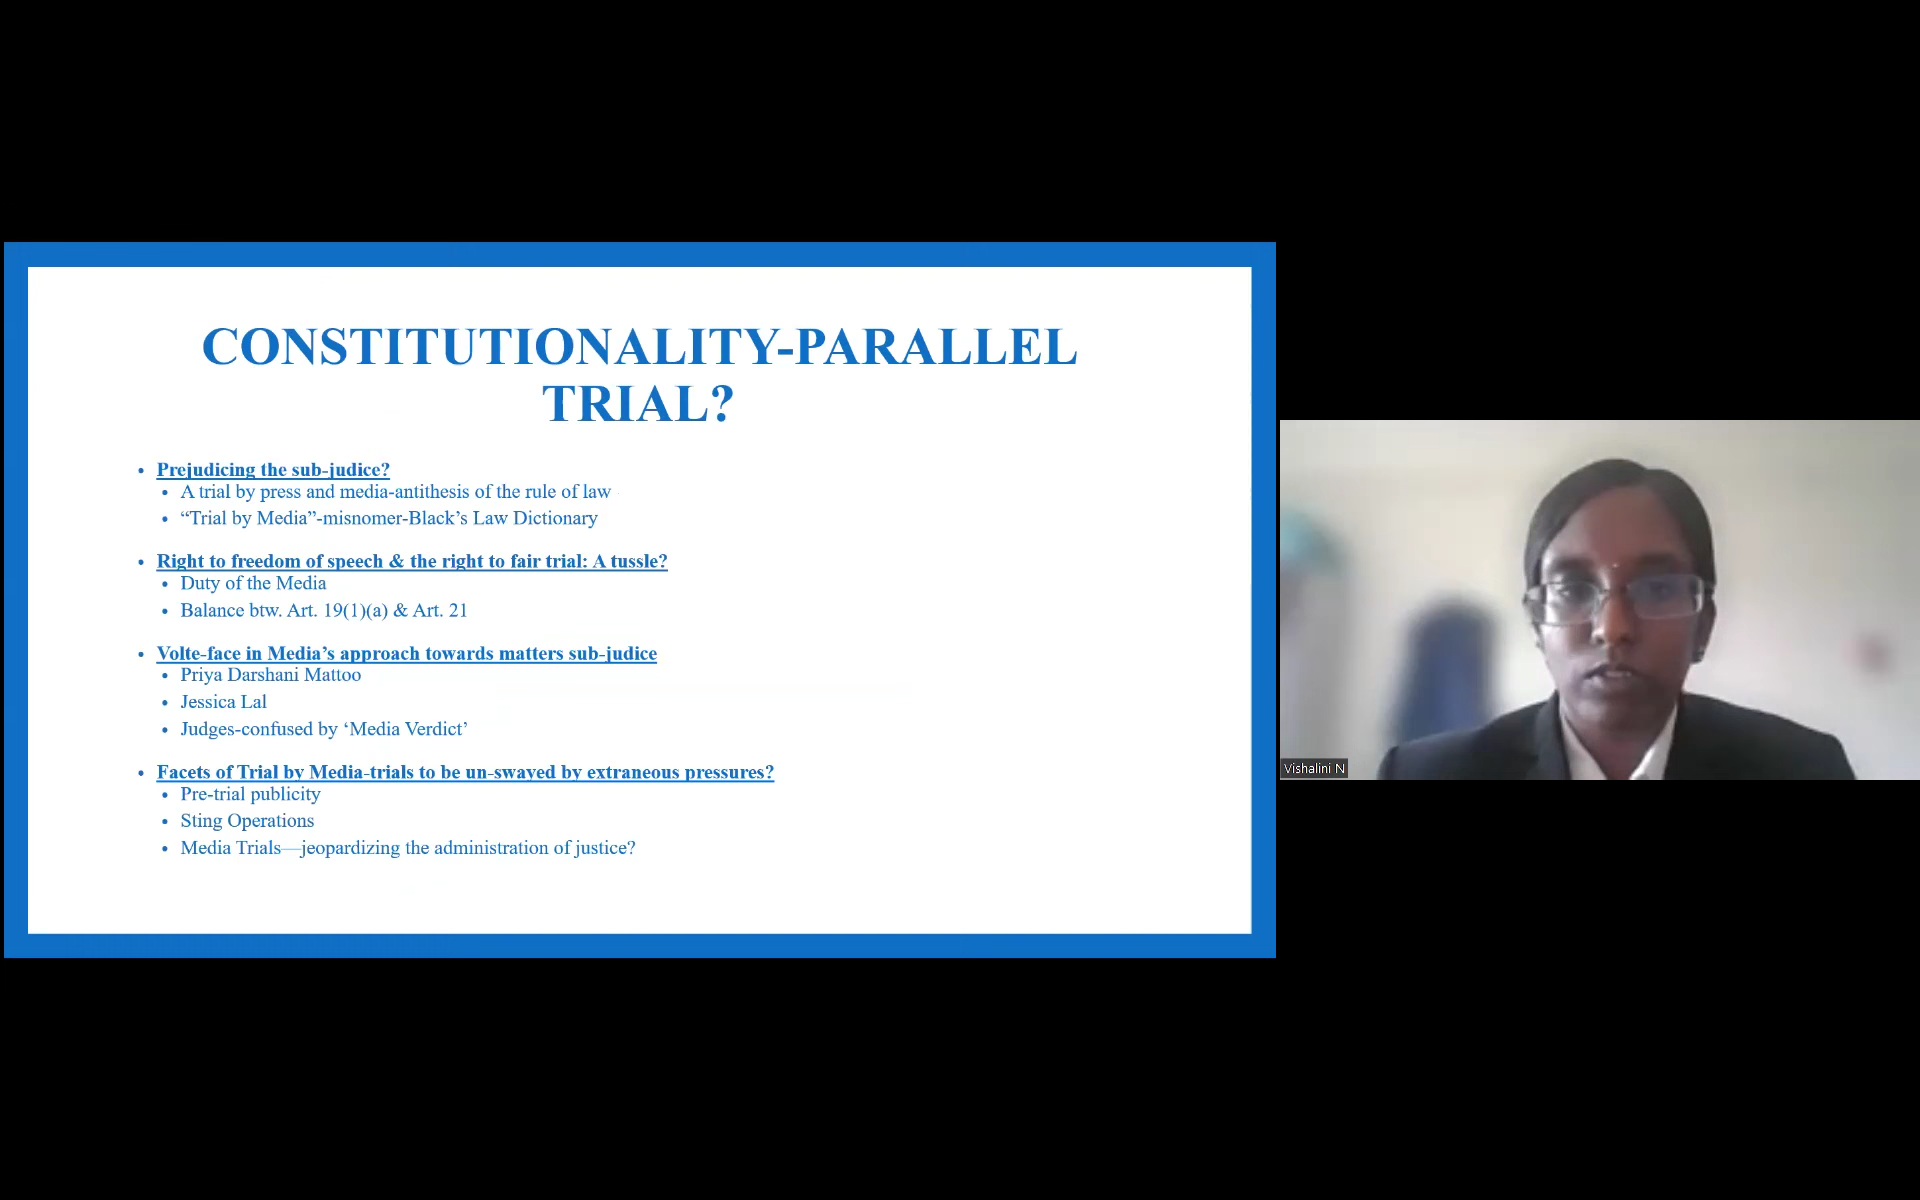 CONSTITUTIONALITY-PARALLEL
TRIAL?
• Prejudicing the sub-judice?
• A trial by press and media-antithesis of the rule of law
• “Trial by Media”-misnomer-Black’s Law Dictionary
• Right to freedom of speech & the right to fair trial: A tussle?
• Duty of the Media
• Balance btw. Art. 19(1)(a) & Art. 21
• Volte-face in Media’s approach towards matters sub-judice
• Priya Darshani Mattoo
• Jessica Lal
• Judges-confused by ‘Media Verdict’
• Facets of Trial by Media-trials to be un-swayed by extraneous pressures?
• Pre-trial publicity
• Sting Operations
• Media Trials—jeopardizing the administration of justice?
Vishalini N